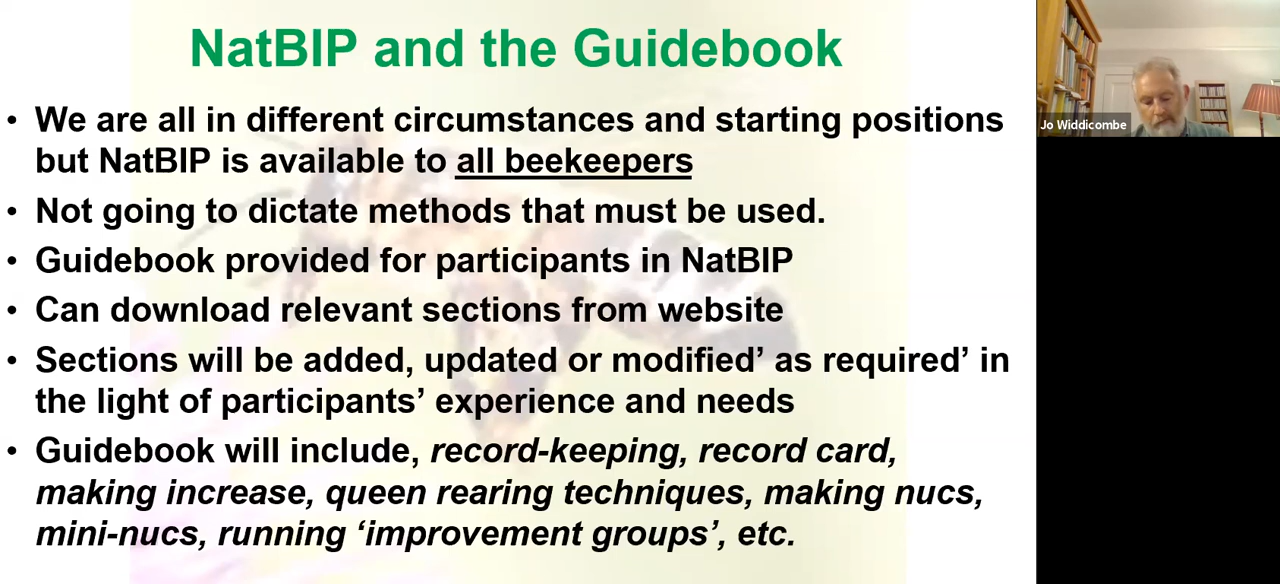 NatBIP and the Guidebook
• We are all in different circumstances and starting positions
but NatBIP is available to all beekeepers
• Not going to dictate methods that must be used.
• Guidebook provided for participants in NatBIP
• Can download relevant sections from website
• Sections will be added, updated or modified’ as required’ in
the light of participants’ experience and needs
• Guidebook will include, record-keeping, record card,
making increase, queen rearing techniques, making nucs,
mini-nucs, running ‘improvement groups’, etc.
Jo Widdicombe